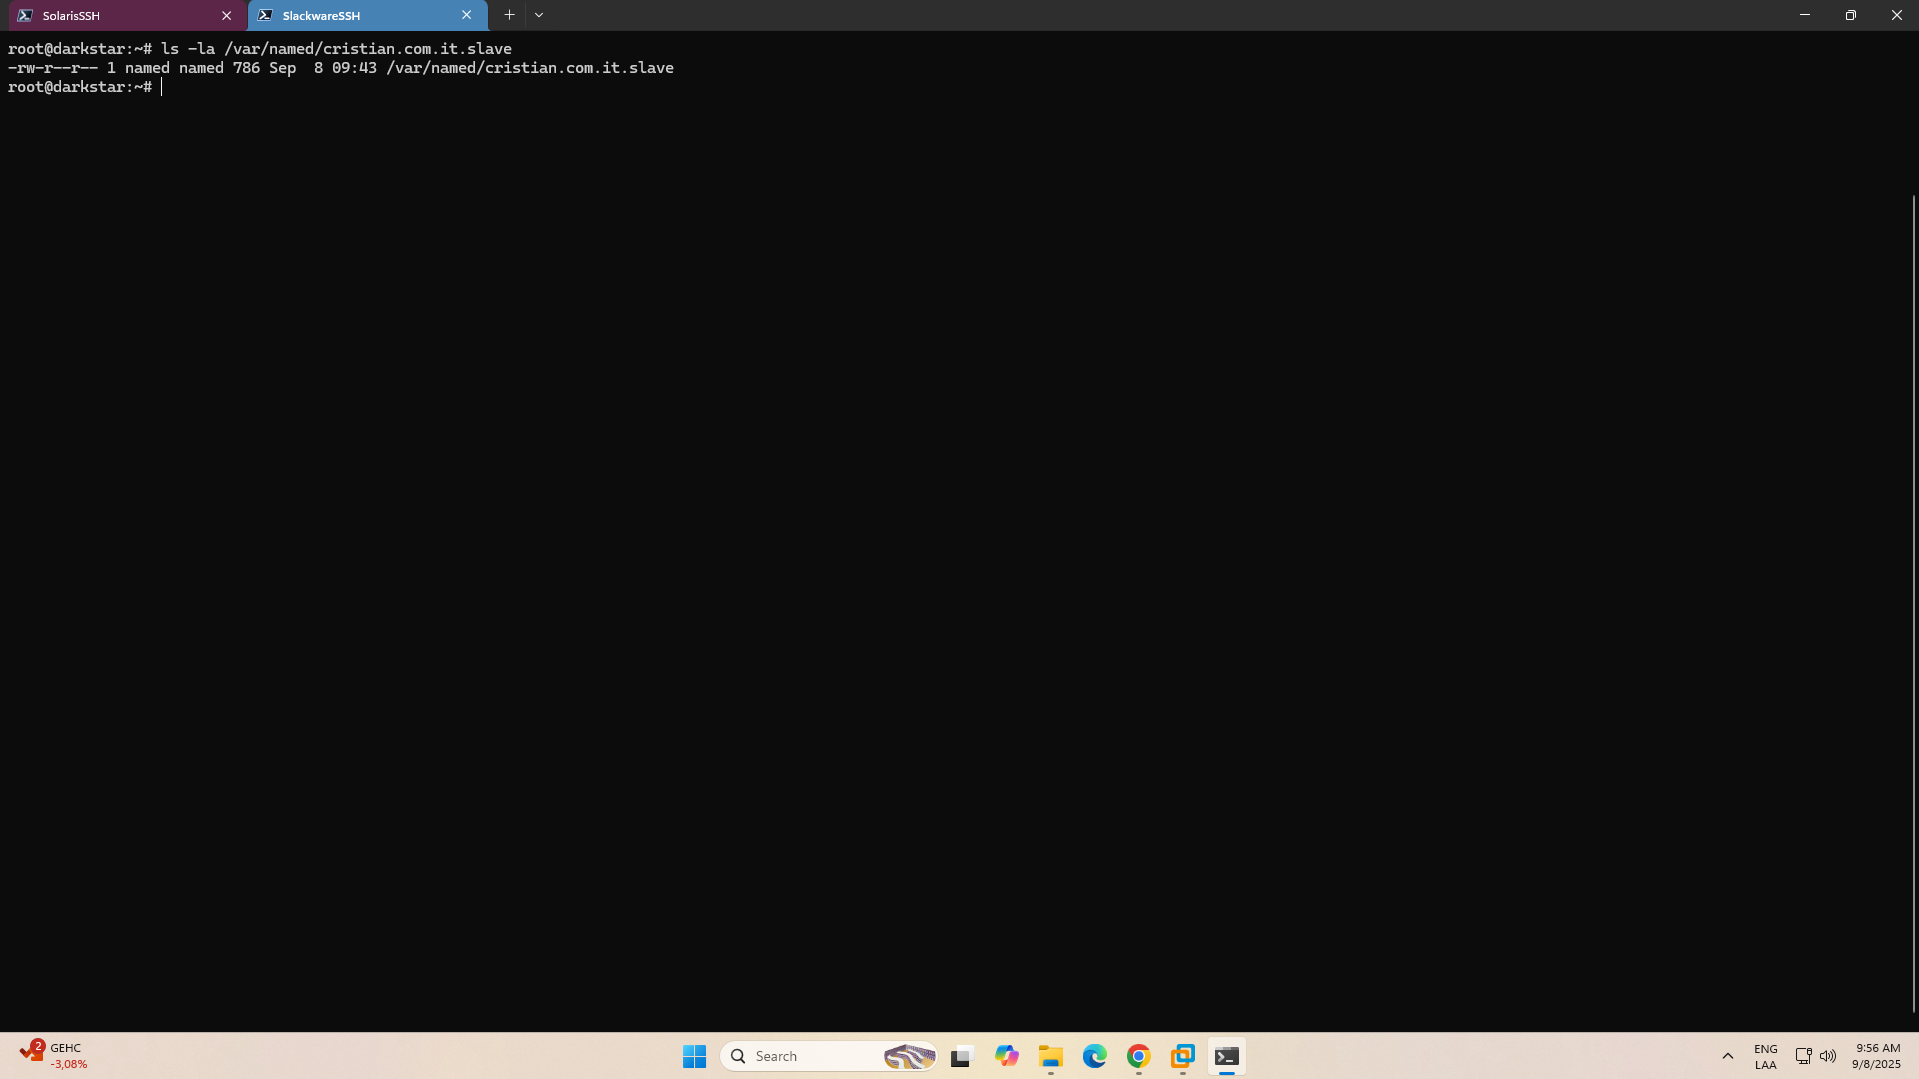 SolarisSSH
SlackwareSSH
root@darkstar:~# ls -la /var/named/cristian.com.it.slave
-rw-r--r-- 1 named named 786 Sep  8 09:43 /var/named/cristian.com.it.slave
root@darkstar:~#
2
GEHC
-3,08%
Search
ENG
LAA
9:56 AM
9/8/2025